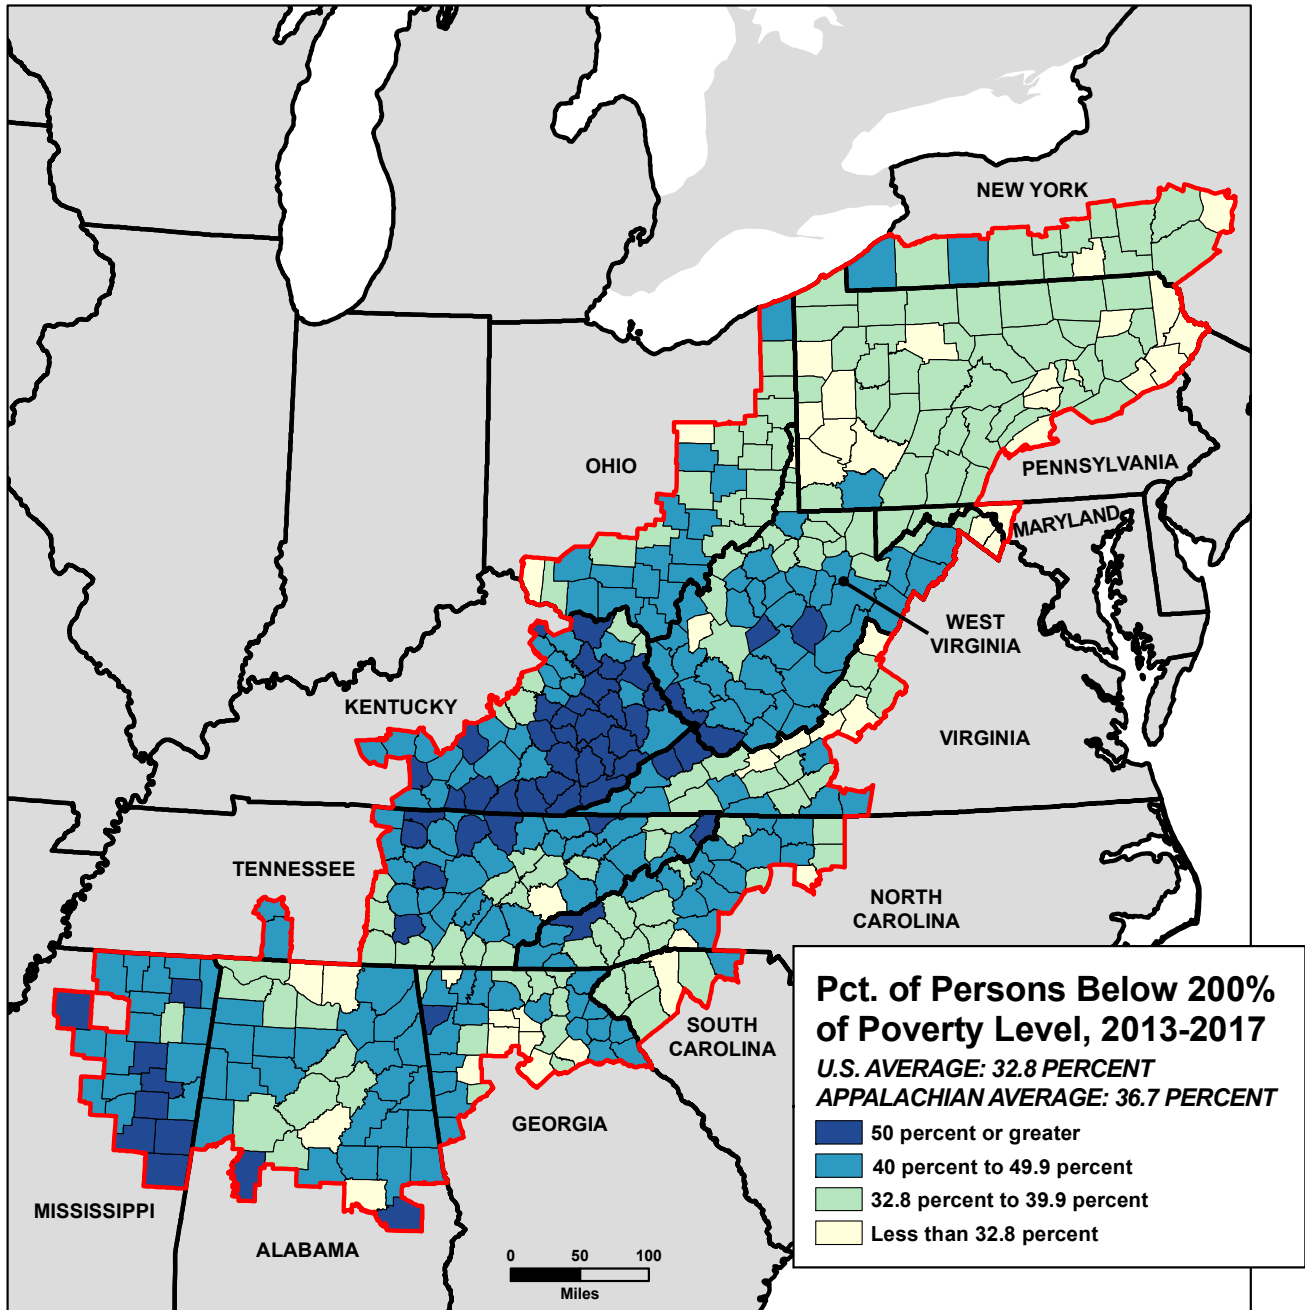 NEW YORK
OHIO
PENNSYLVANIA
MARYLAND
WEST
VIRGINIA
KENTUCKY
VIRGINIA
TENNESSEE
NORTH
CAROLINA
SOUTH
CAROLINA
GEORGIA
MISSISSIPPI
ALABAMA
0 50 100
Miles
Pct. of Persons Below 200%
of Poverty Level, 2013-2017
U.S. AVERAGE: 32.8 PERCENT
APPALACHIAN AVERAGE: 36.7 PERCENT
50 percent or greater
40 percent to 49.9 percent
32.8 percent to 39.9 percent
Less than 32.8 percent